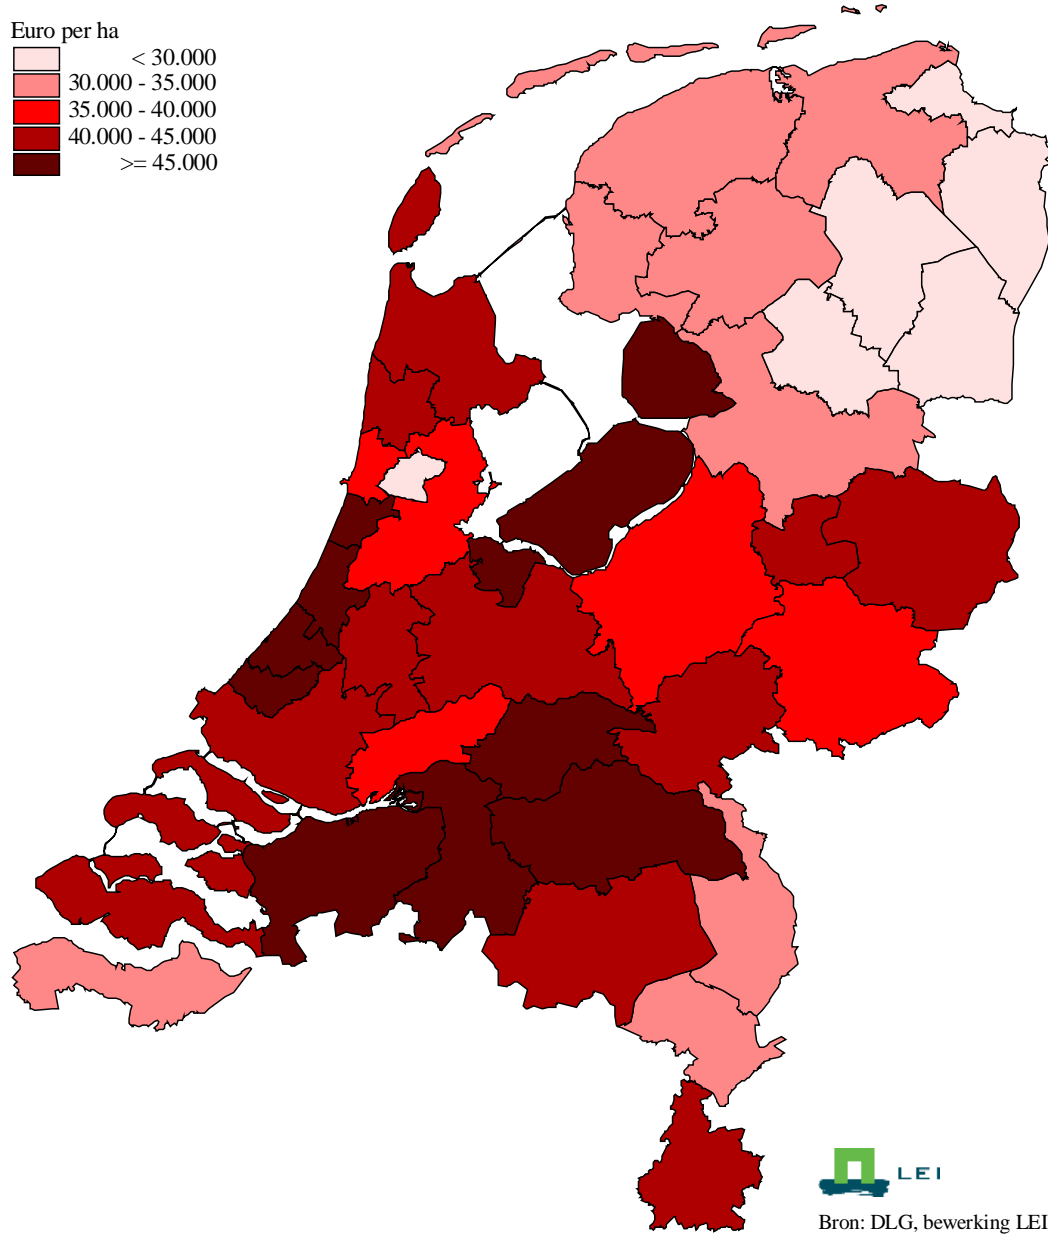 Euro per ha
< 30.000
30.000 - 35.000
35.000 - 40.000
40.000 - 45.000
>= 45.000
LEI
Bron: DLG, bewerking LEI